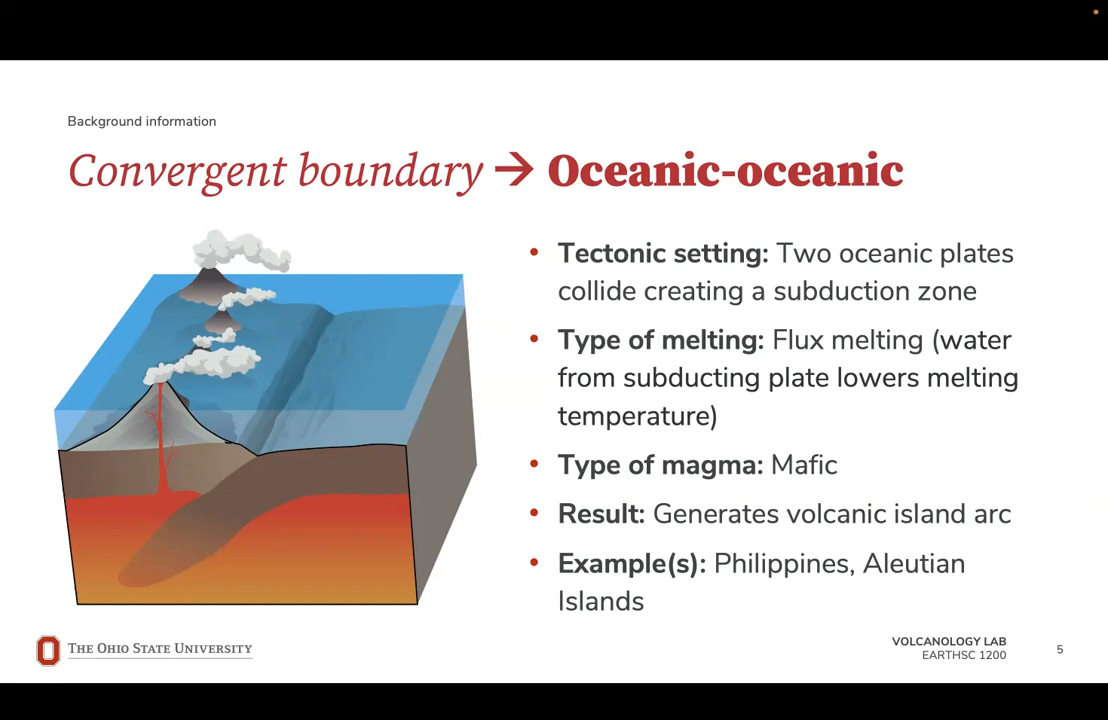 Background information
Convergent boundary → Oceanic-oceanic
• Tectonic setting: Two oceanic plates
collide creating a subduction zone
• Type of melting: Flux melting (water
from subducting plate lowers melting
temperature)
• Type of magma: Mafic
• Result: Generates volcanic island arc
• Example(s): Philippines, Aleutian
Islands
THE OHIO STATE UNIVERSITY
VOLCANOLOGY LAB
EARTHSC 1200
5